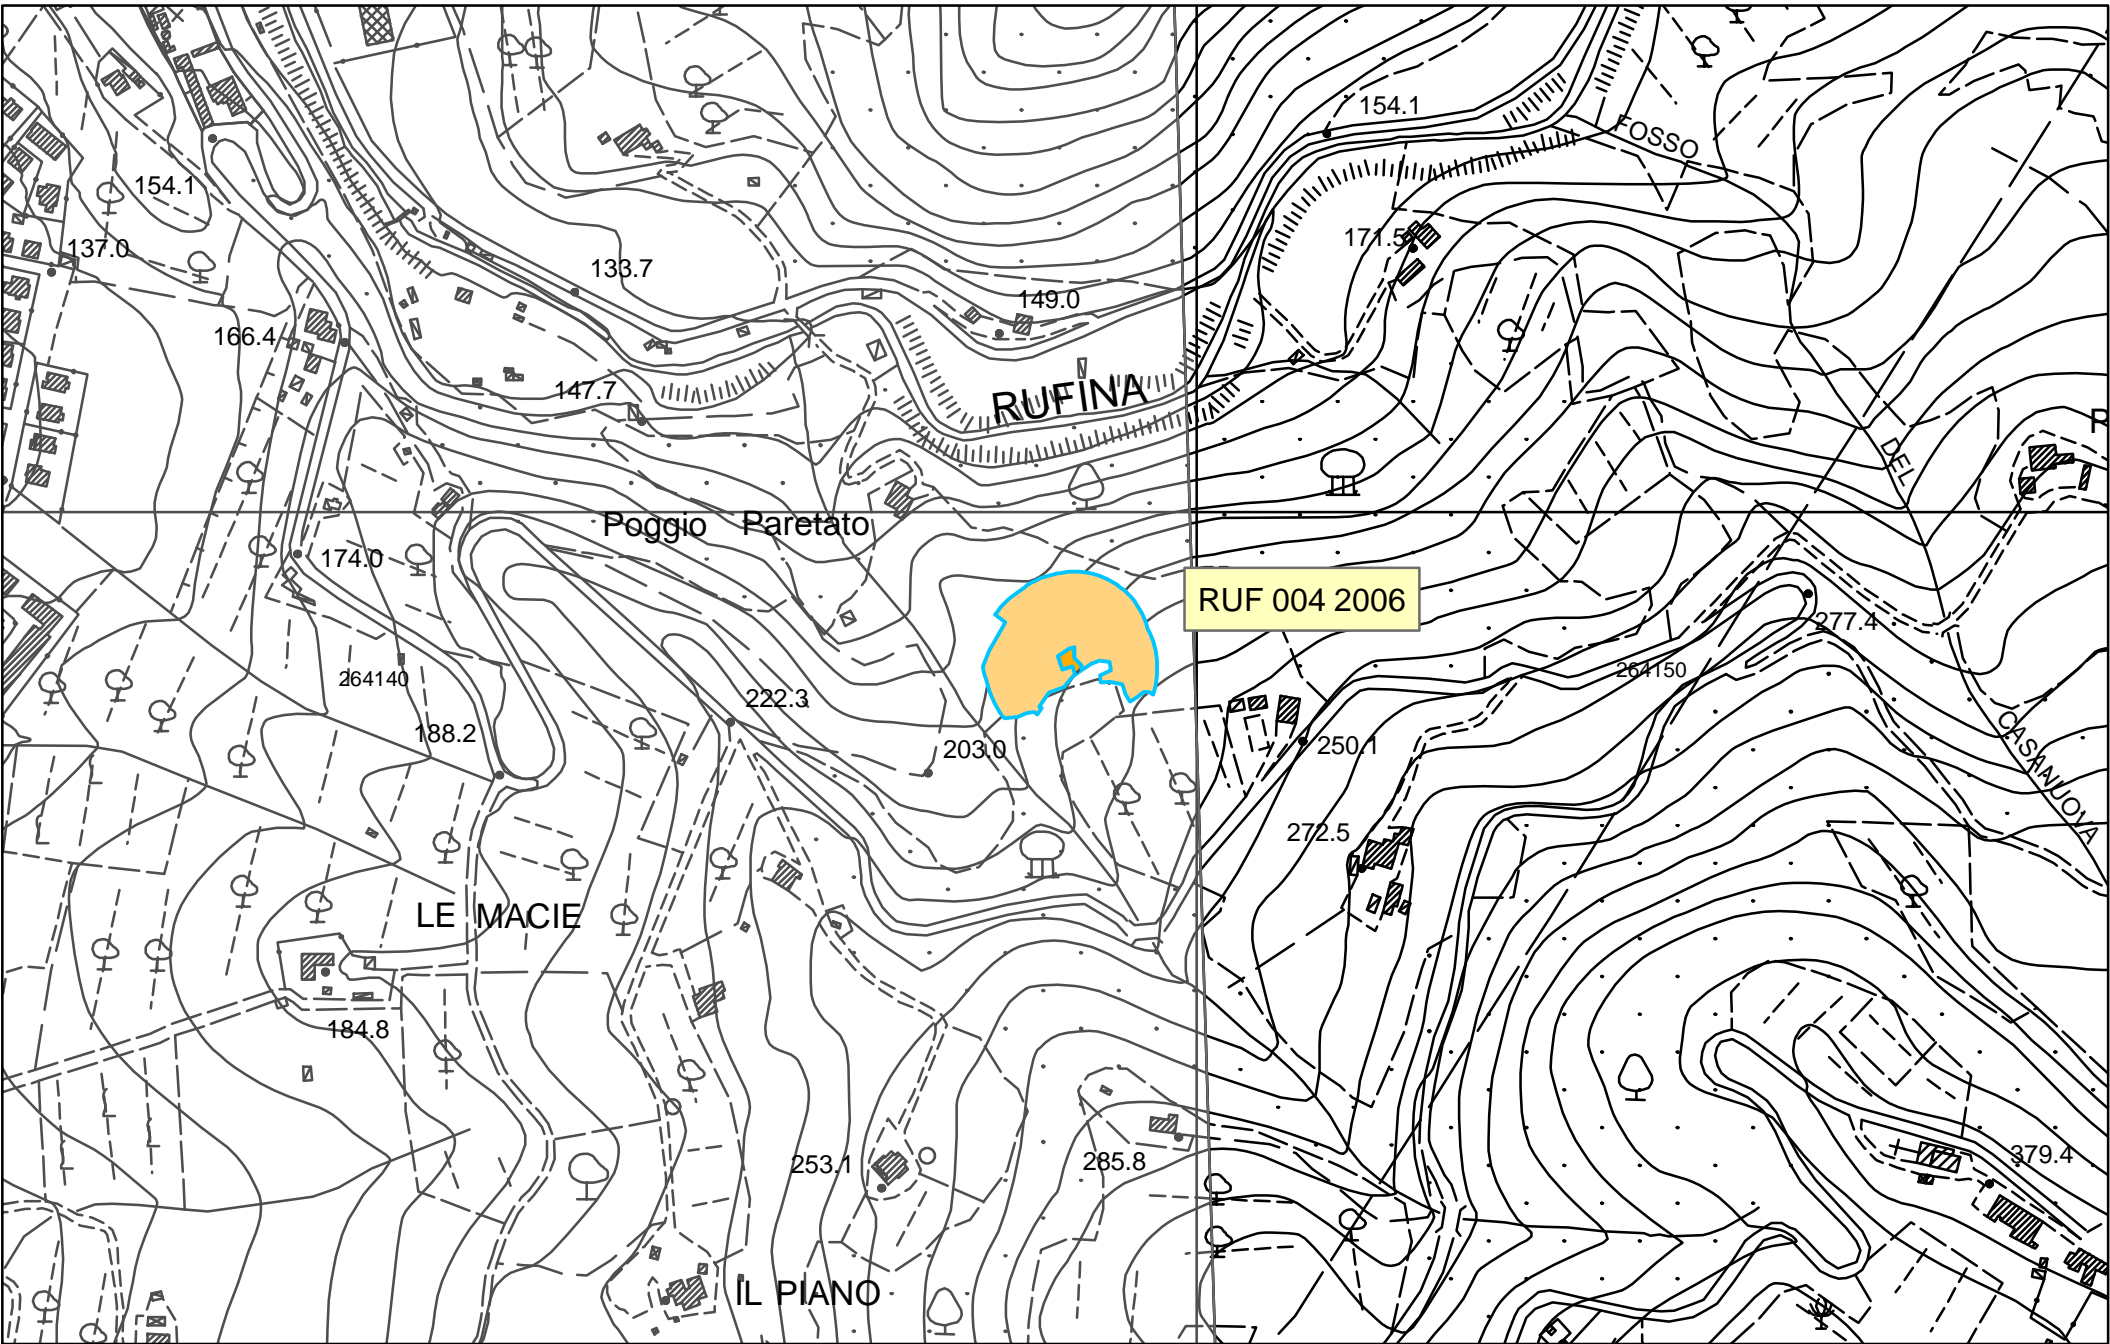 154.1
FOSSO
154.1
137.0
171.5
133.7
149.0
166.4
147.7
RUFINA
R
DEL
Poggio Paretato
174.0
RUF 004 2006
277.4
264140
264150
222.3
188.2
203.0
250.1
CASANUOVA
272.5
LE MACIE
184.8
253.1
285.8
379.4
IL PIANO